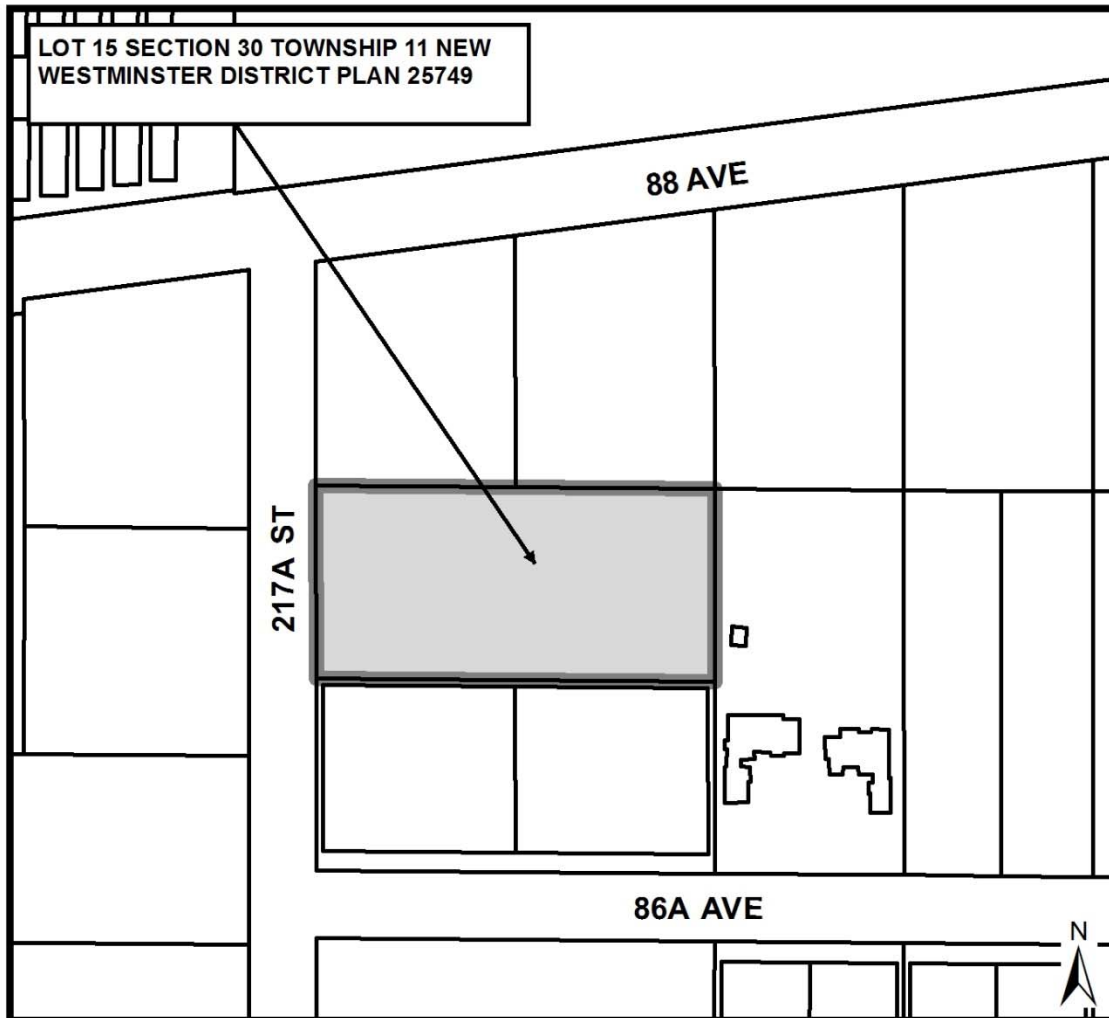 LOT 15 SECTION 30 TOWNSHIP 11 NEW
WESTMINSTER DISTRICT PLAN 25749
88 AVE
217A ST
86A AVE
N